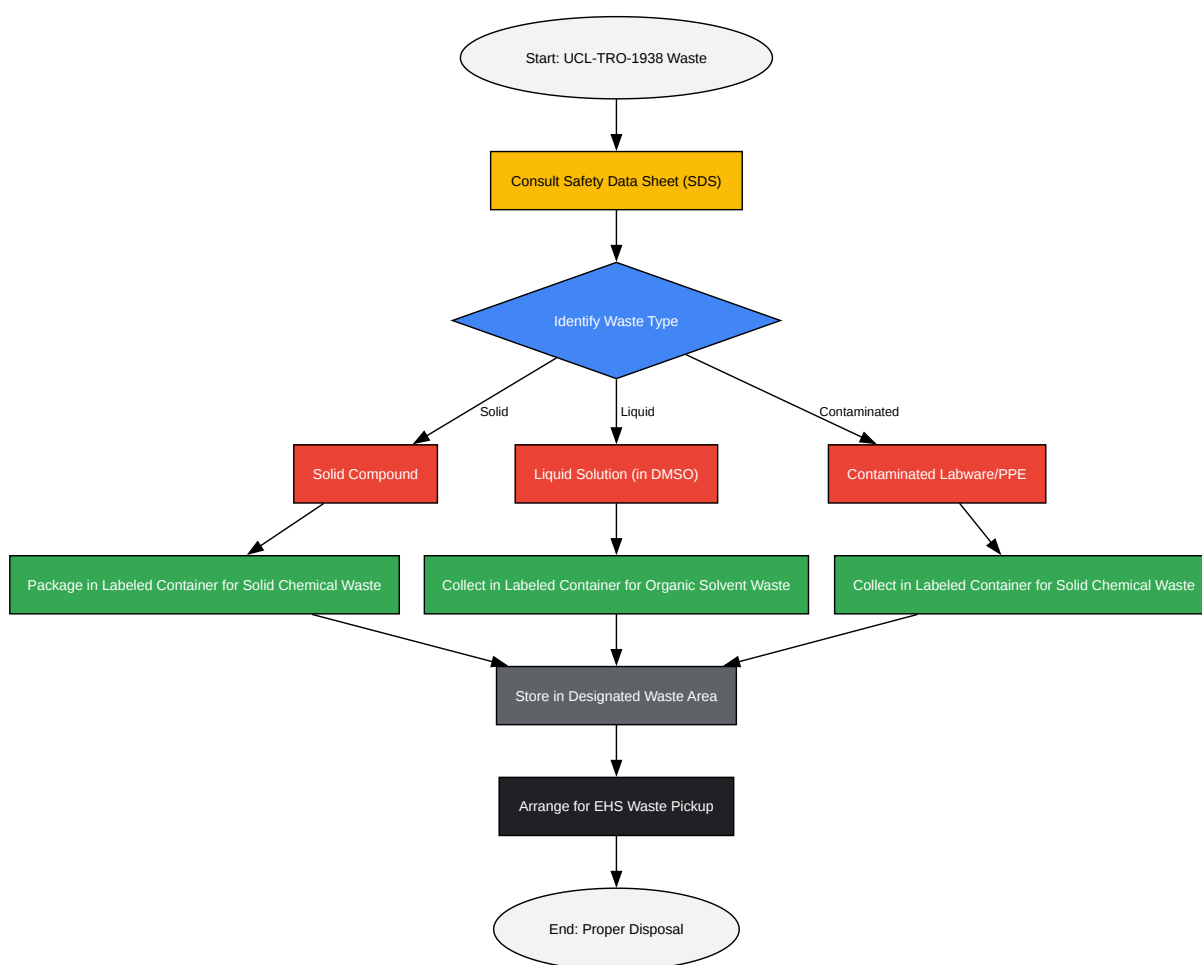 Start: UCL-TRO-1938 Waste
Consult Safety Data Sheet (SDS)
Identify Waste Type
Solid
Liquid
Contaminated
Solid Compound
Liquid Solution (in DMSO)
Contaminated Labware/PPE
Package in Labeled Container for Solid Chemical Waste
Collect in Labeled Container for Organic Solvent Waste
Collect in Labeled Container for Solid Chemical Waste
Store in Designated Waste Area
Arrange for EHS Waste Pickup
End: Proper Disposal